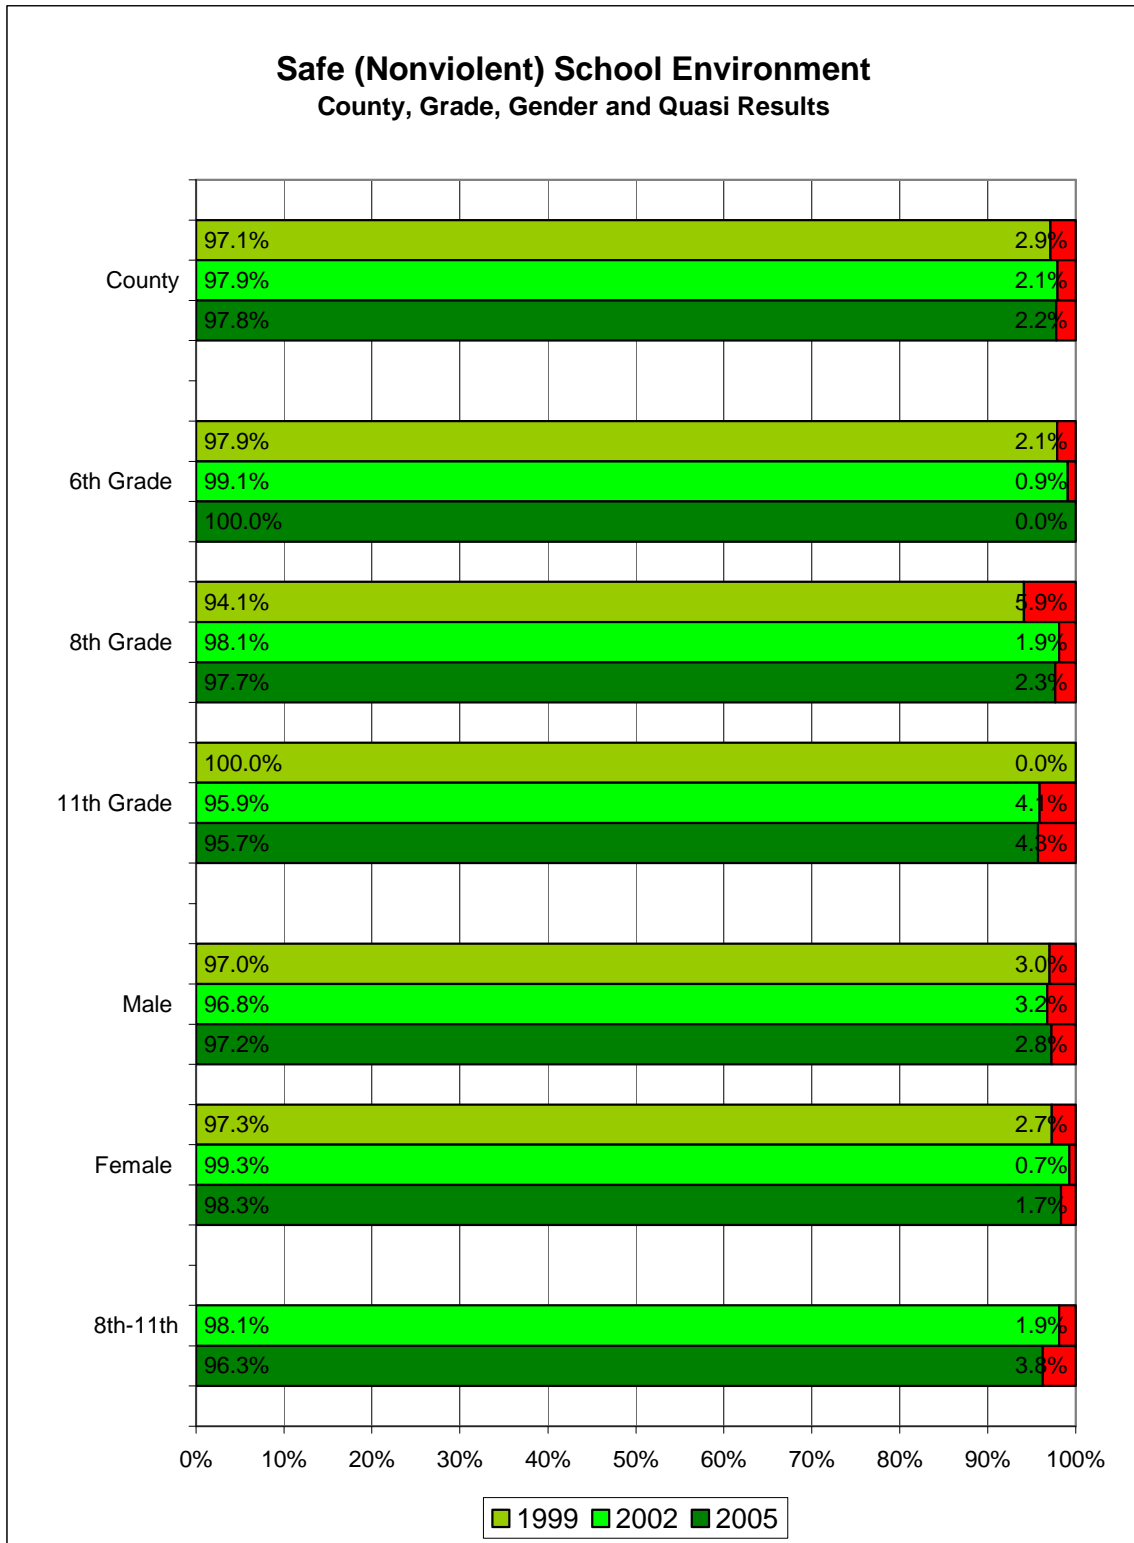 Safe (Nonviolent) School Environment
County, Grade, Gender and Quasi Results
97.1% 2.9%
County 97.9% 2.1%
97.8% 2.2%
97.9% 2.1%
6th Grade 99.1% 0.9%
100.0% 0.0%
94.1% 5.9%
8th Grade 98.1% 1.9%
97.7% 2.3%
100.0% 0.0%
11th Grade 95.9% 4.1%
95.7% 4.3%
97.0% 3.0%
Male 96.8% 3.2%
97.2% 2.8%
97.3% 2.7%
Female 99.3% 0.7%
98.3% 1.7%
8th-11th 98.1% 1.9%
96.3% 3.8%
0% 10% 20% 30% 40% 50% 60% 70% 80% 90% 100%
1999 2002 2005